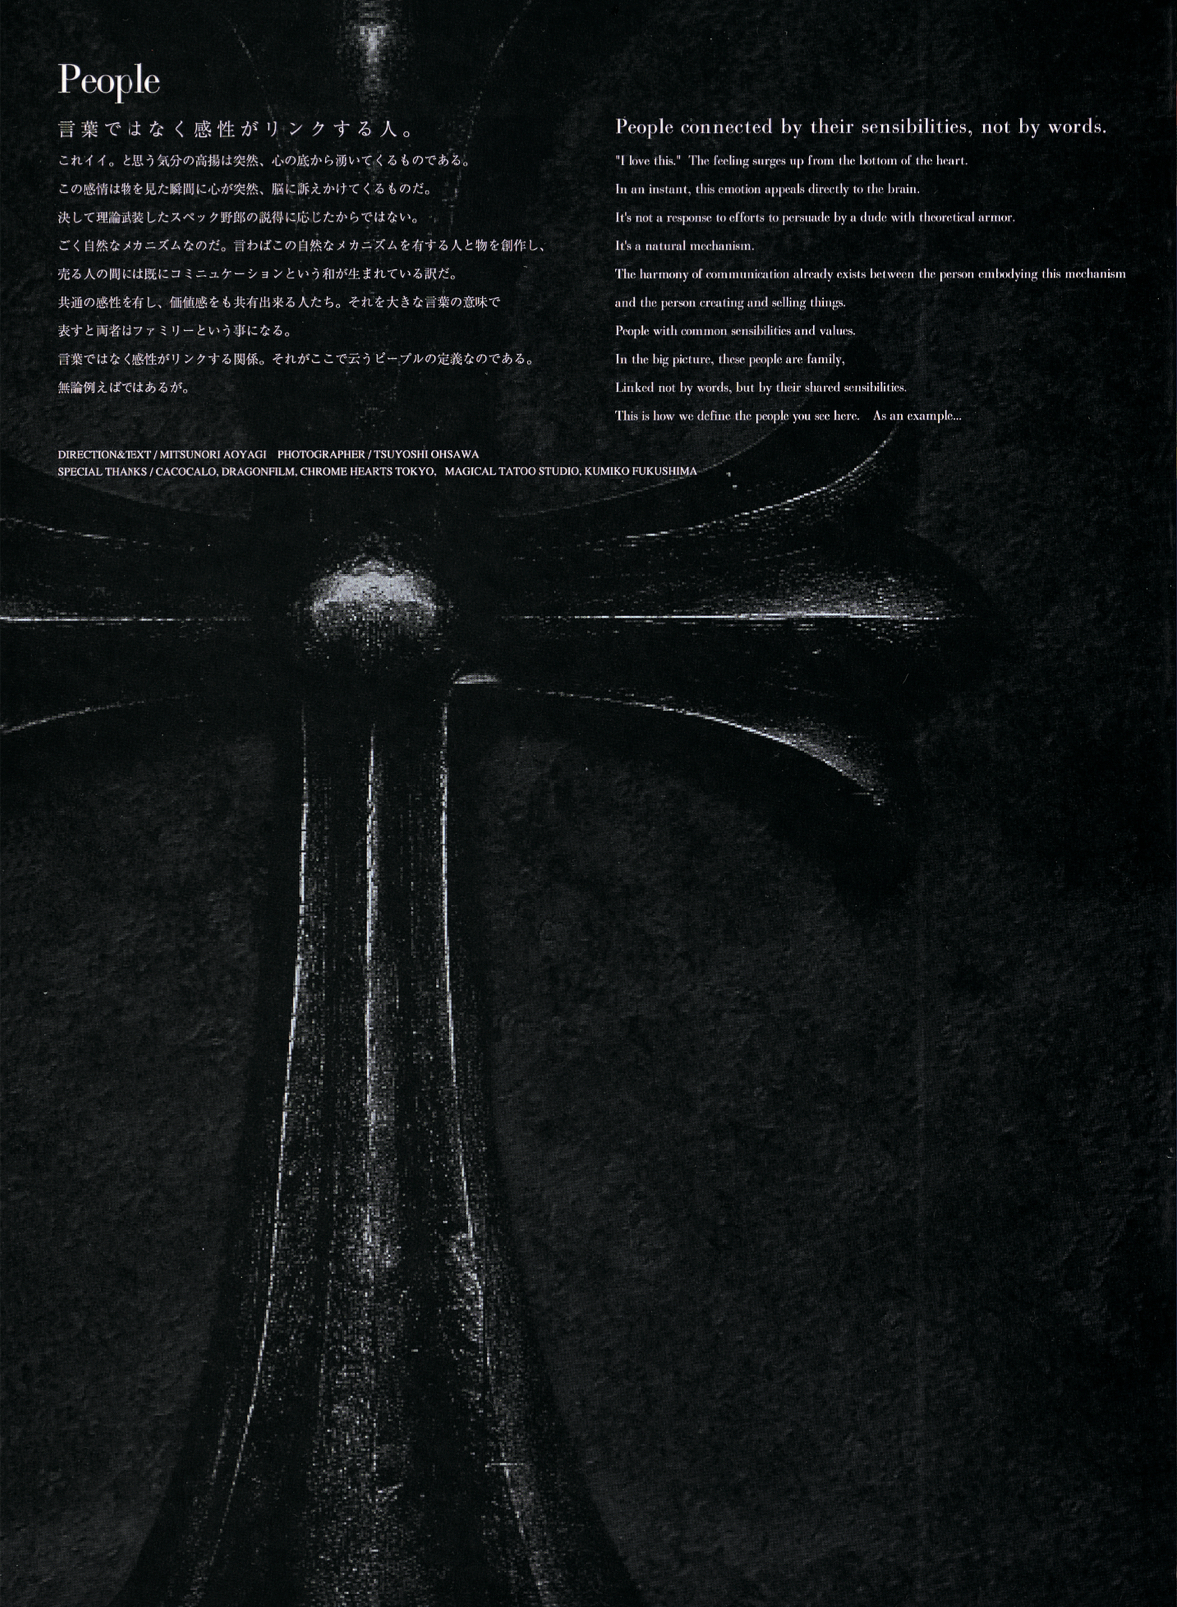 People
言葉ではなく感性がリンクする人。
これイイ。と思う気分の高揚は突然、心の底から湧いてくるものである。
この感情は物を見た瞬間に心が突然、脳に訴えかけてくるものだ。
決して理論武装したスペック野郎の説得に応じたからではない。
ごく自然なメカニズムなのだ。言わばこの自然なメカニズムを有する人と物を創作し、
売る人の間には既にコミニュケーションという和が生まれている訳だ。
共通の感性を有し、価値感をも共有出来る人たち。それを大きな言葉の意味で
表すと両者はファミリーという事になる。
言葉ではなく感性がリンクする関係。それがここで云うピープルの定義なのである。
無論例えばではあるが。
People connected by their sensibilities, not by words.
"I love this."  The feeling surges up from the bottom of the heart.
In an instant, this emotion appeals directly to the brain.
It's not a response to efforts to persuade by a dude with theoretical armor.
It's a natural mechanism.
The harmony of communication already exists between the person embodying this mechanism
and the person creating and selling things.
People with common sensibilities and values.
In the big picture, these people are family,
Linked not by words, but by their shared sensibilities.
This is how we define the people you see here.   As an example...
DIRECTION&TEXT / MITSUNORI AOYAGI   PHOTOGRAPHER / TSUYOSHI OHSAWA
SPECIAL THANKS / CACOCALO, DRAGONFILM, CHROME HEARTS TOKYO,  MAGICAL TATOO STUDIO, KUMIKO FUKUSHIMA